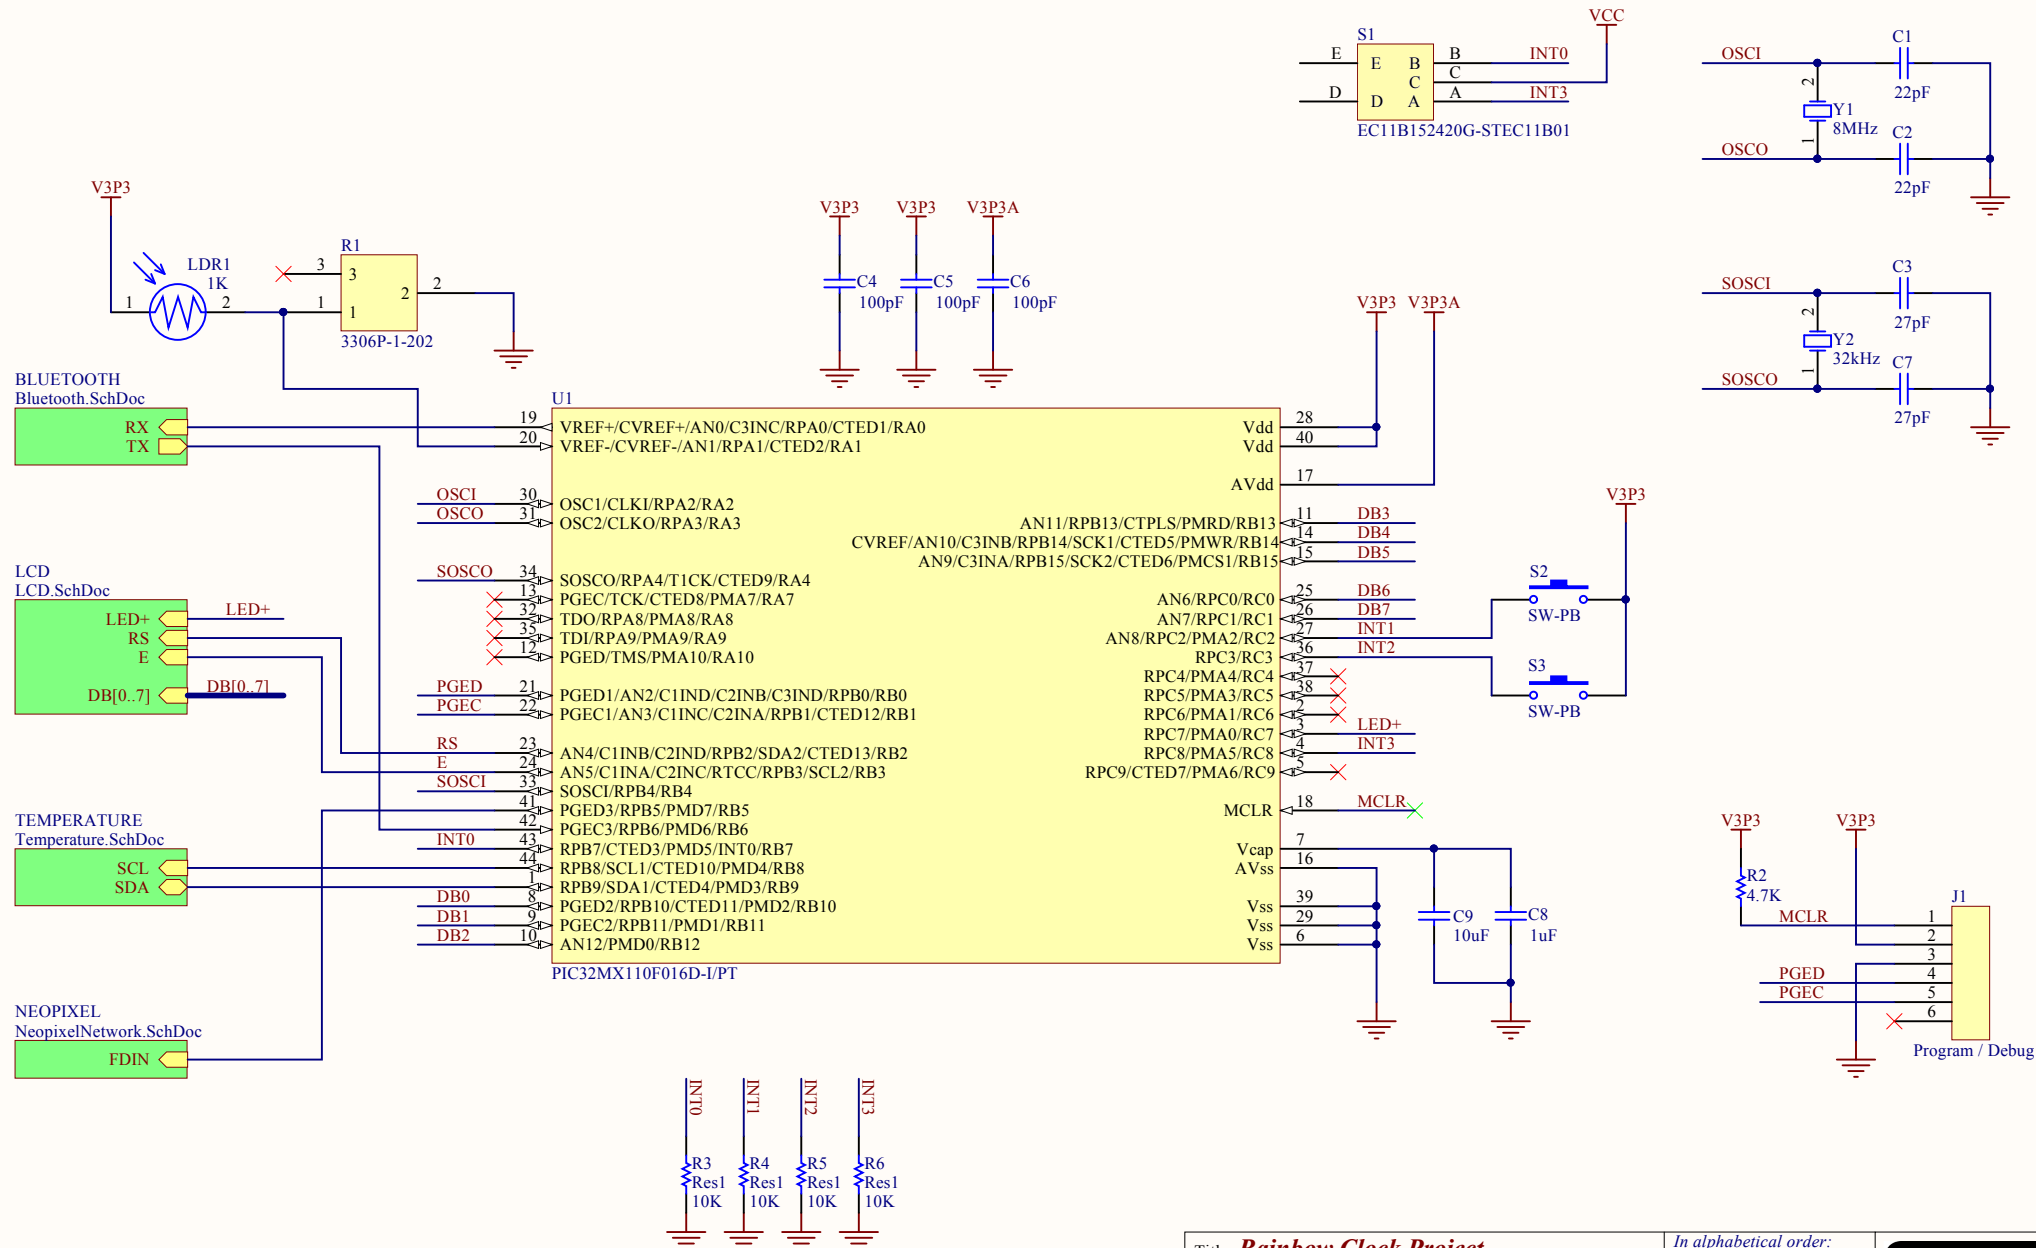 VCC
S1
E E B B INT0
C C
D D A A INT3
EC11B152420G-STEC11B01
OSCI
C1
22pF
2
Y1
8MHz
1
OSCO
C2
22pF
V3P3
LDR1
1K
1 2
R1
3 3
2 2
1 1
3306P-1-202
V3P3 V3P3 V3P3A
C4
100pF
C5
100pF
C6
100pF
SOSCI
C3
27pF
2
Y2
32kHz
1
SOSCO
C7
27pF
V3P3 V3P3A
BLUETOOTH
Bluetooth.SchDoc
RX
TX
LCD
LCD.SchDoc
LED+ LED+
RS
E
DB[0..7] DB[0..7]
TEMPERATURE
Temperature.SchDoc
SCL
SDA
NEOPIXEL
NeopixelNetwork.SchDoc
FDIN
U1
19 VREF+/CVREF+/AN0/C3INC/RPA0/CTED1/RA0
20 VREF-/CVREF-/AN1/RPA1/CTED2/RA1
OSCI 30 OSC1/CLKI/RPA2/RA2
OSCO 31 OSC2/CLKO/RPA3/RA3
SOSCO 34 SOSCO/RPA4/T1CK/CTED9/RA4
13 PGEC/TCK/CTED8/PMA7/RA7
32 TDO/RPA8/PMA8/RA8
35 TDI/RPA9/PMA9/RA9
12 PGED/TMS/PMA10/RA10
PGED 21 PGED1/AN2/C1IND/C2INB/C3IND/RPB0/RB0
PGEC 22 PGEC1/AN3/C1INC/C2INA/RPB1/CTED12/RB1
RS 23 AN4/C1INB/C2IND/RPB2/SDA2/CTED13/RB2
E 24 AN5/C1INA/C2INC/RTCC/RPB3/SCL2/RB3
SOSCI 33 SOSCI/RPB4/RB4
41 PGED3/RPB5/PMD7/RB5
42 PGEC3/RPB6/PMD6/RB6
INT0 43 RPB7/CTED3/PMD5/INT0/RB7
44 RPB8/SCL1/CTED10/PMD4/RB8
1 RPB9/SDA1/CTED4/PMD3/RB9
DB0 8 PGED2/RPB10/CTED11/PMD2/RB10
DB1 9 PGEC2/RPB11/PMD1/RB11
DB2 10 AN12/PMD0/RB12
Vdd 28
Vdd 40
AVdd 17
AN11/RPB13/CTPLS/PMRD/RB13 11 DB3
CVREF/AN10/C3INB/RPB14/SCK1/CTED5/PMWR/RB14 14 DB4
AN9/C3INA/RPB15/SCK2/CTED6/PMCS1/RB15 15 DB5
AN6/RPC0/RC0 25 DB6
AN7/RPC1/RC1 26 DB7
AN8/RPC2/PMA2/RC2 27 INT1
RPC3/RC3 36 INT2
RPC4/PMA4/RC4 37
RPC5/PMA3/RC5 38
RPC6/PMA1/RC6 2
RPC7/PMA0/RC7 3 LED+
RPC8/PMA5/RC8 4 INT3
RPC9/CTED7/PMA6/RC9 5
MCLR 18 MCLR
Vcap 7
AVss 16
Vss 39
Vss 29
Vss 6
PIC32MX110F016D-I/PT
V3P3
S2
SW-PB
S3
SW-PB
C9
10uF
C8
1uF
V3P3 V3P3
R2
4.7K
J1
MCLR 1
2
3
PGED 4
PGEC 5
6
Program / Debug
INT0 INT1 INT2 INT3
R3
Res1
10K
R4
Res1
10K
R5
Res1
10K
R6
Res1
10K
Rainbow Clock Project
In alphabetical order: